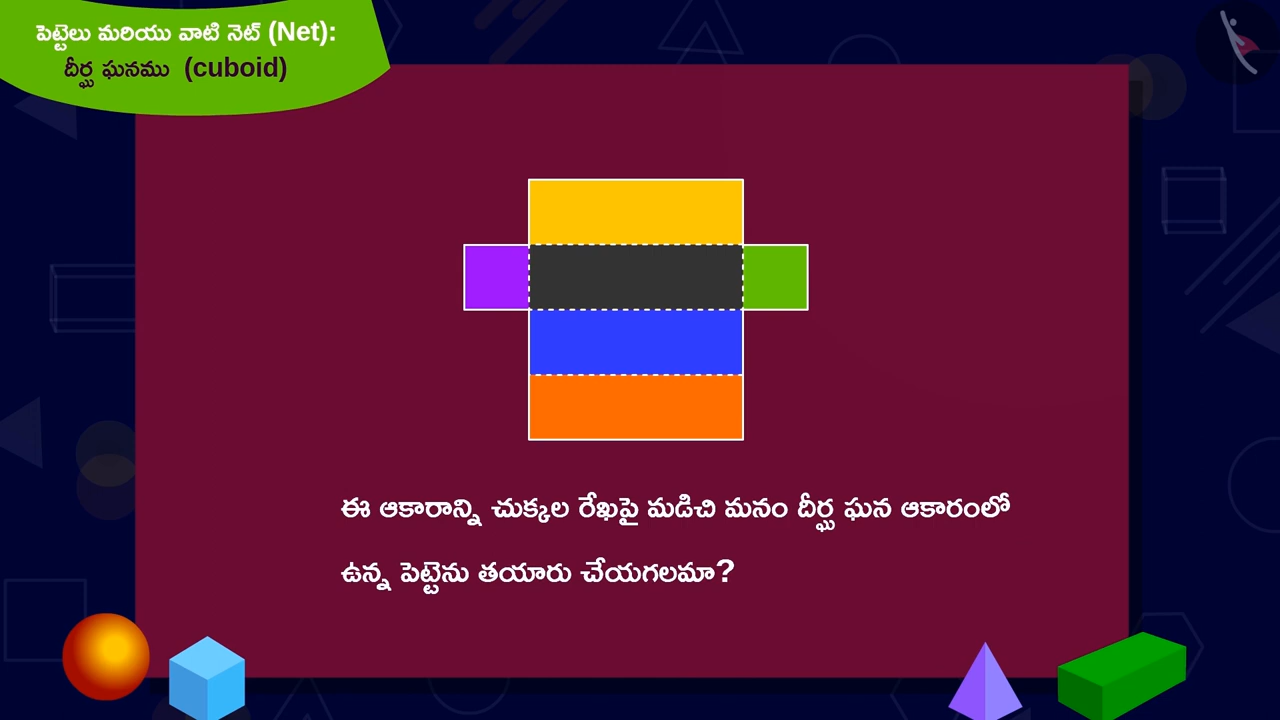 పెట్టెలు మరియు వాటి నెట్ (Net):
దీర్ఘ ఘనము (cuboid)
ఈ ఆకారాన్ని చుక్కల రేఖపై మడిచి మనం దీర్ఘ ఘన ఆకారంలో
ఉన్న పెట్టెను తయారు చేయగలమా?